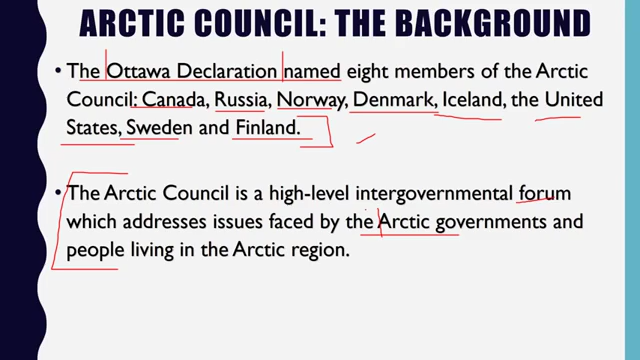 ARCTIC COUNCIL: THE BACKGROUND
• The Ottawa Declaration named eight members of the Arctic
Council: Canada, Russia, Norway, Denmark, Iceland, the United
States, Sweden and Finland.
• The Arctic Council is a high-level intergovernmental forum
which addresses issues faced by the Arctic governments and
people living in the Arctic region.